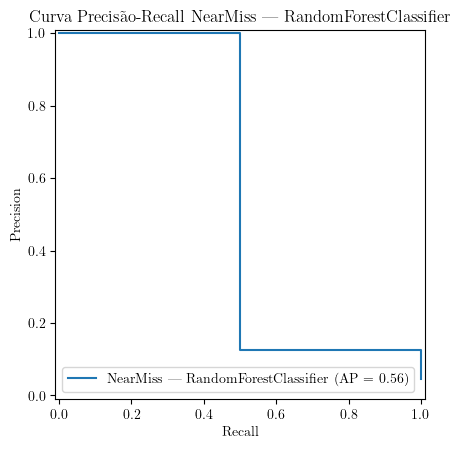 Curva Precisão-Recall NearMiss — RandomForestClassifier
1.0
0.8
0.6
0.4
0.2
0.0
Precision
NearMiss — RandomForestClassifier (AP = 0.56)
0.0 0.2 0.4 0.6 0.8 1.0
Recall